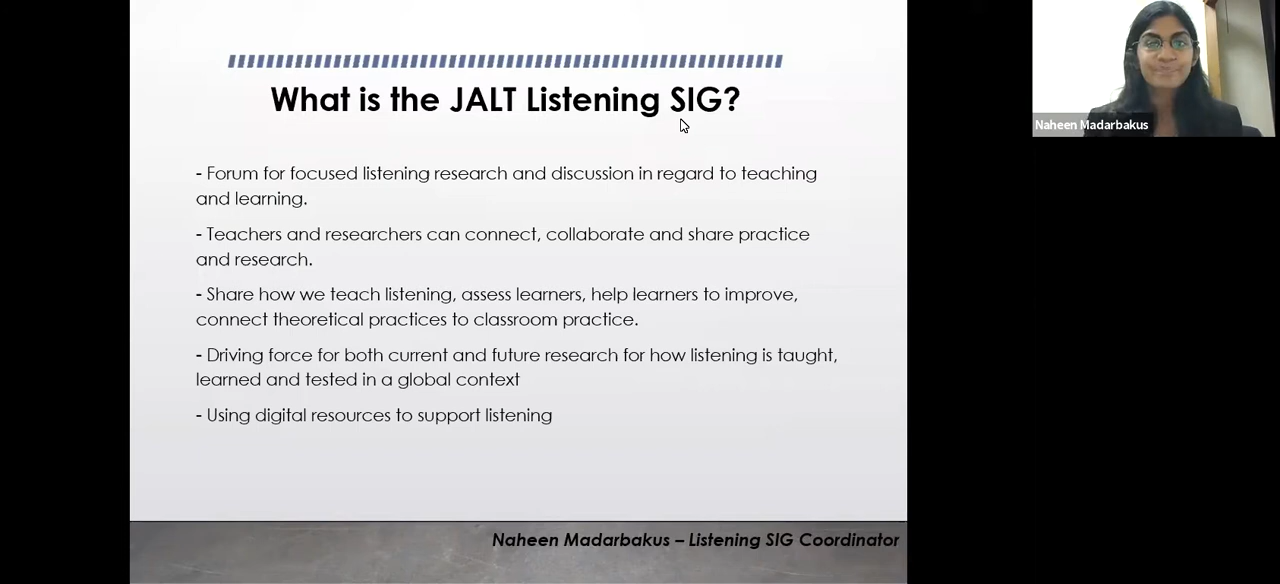 What is the JALT Listening SIG?
- Forum for focused listening research and discussion in regard to teaching
and learning.
- Teachers and researchers can connect, collaborate and share practice
and research.
- Share how we teach listening, assess learners, help learners to improve,
connect theoretical practices to classroom practice.
- Driving force for both current and future research for how listening is taught,
learned and tested in a global context
- Using digital resources to support listening
Naheen Madarbakus – Listening SIG Coordinator
Naheen Madarbakus